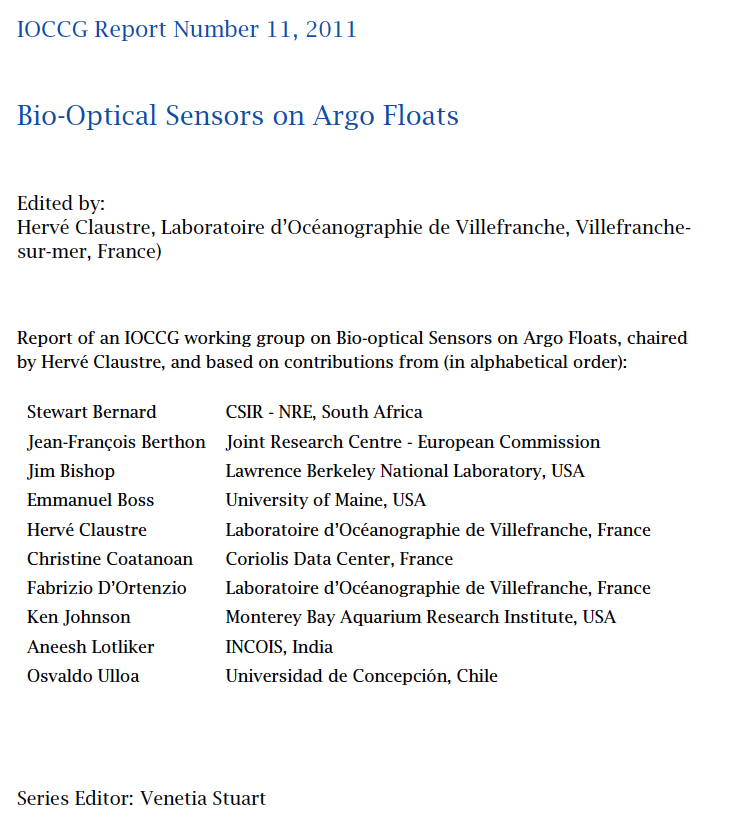 IOCCG Report Number 11, 2011
Bio-Optical Sensors on Argo Floats
Edited by:
Hervé Claustre, Laboratoire d’Océanographie de Villefranche, Villefranche-
sur-mer, France)
Report of an IOCCG working group on Bio-optical Sensors on Argo Floats, chaired
by Hervé Claustre, and based on contributions from (in alphabetical order):
Stewart Bernard CSIR - NRE, South Africa
Jean-François Berthon Joint Research Centre - European Commission
Jim Bishop Lawrence Berkeley National Laboratory, USA
Emmanuel Boss University of Maine, USA
Hervé Claustre Laboratoire d’Océanographie de Villefranche, France
Christine Coatanoan Coriolis Data Center, France
Fabrizio D’Ortenzio Laboratoire d’Océanographie de Villefranche, France
Ken Johnson Monterey Bay Aquarium Research Institute, USA
Aneesh Lotliker INCOIS, India
Osvaldo Ulloa Universidad de Concepción, Chile
Series Editor: Venetia Stuart